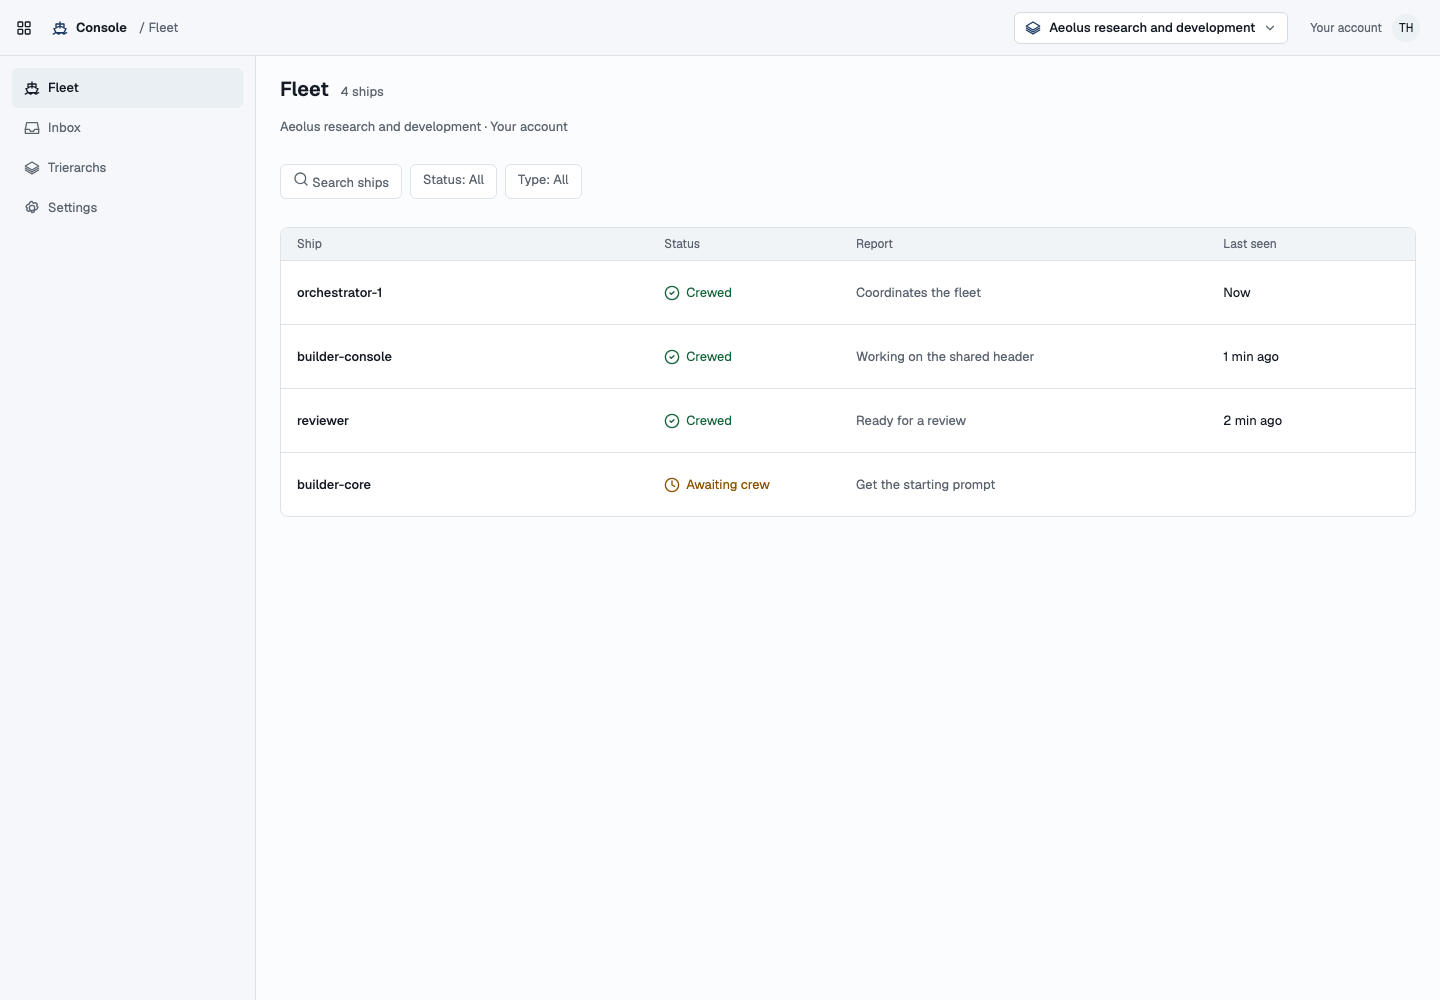 Console / Fleet
Aeolus research and development
Your account TH
Fleet
Inbox
Trierarchs
Settings
Fleet 4 ships
Aeolus research and development · Your account
Search ships
Status: All
Type: All
Ship Status Report Last seen
orchestrator-1 Crewed Coordinates the fleet Now
builder-console Crewed Working on the shared header 1 min ago
reviewer Crewed Ready for a review 2 min ago
builder-core Awaiting crew Get the starting prompt